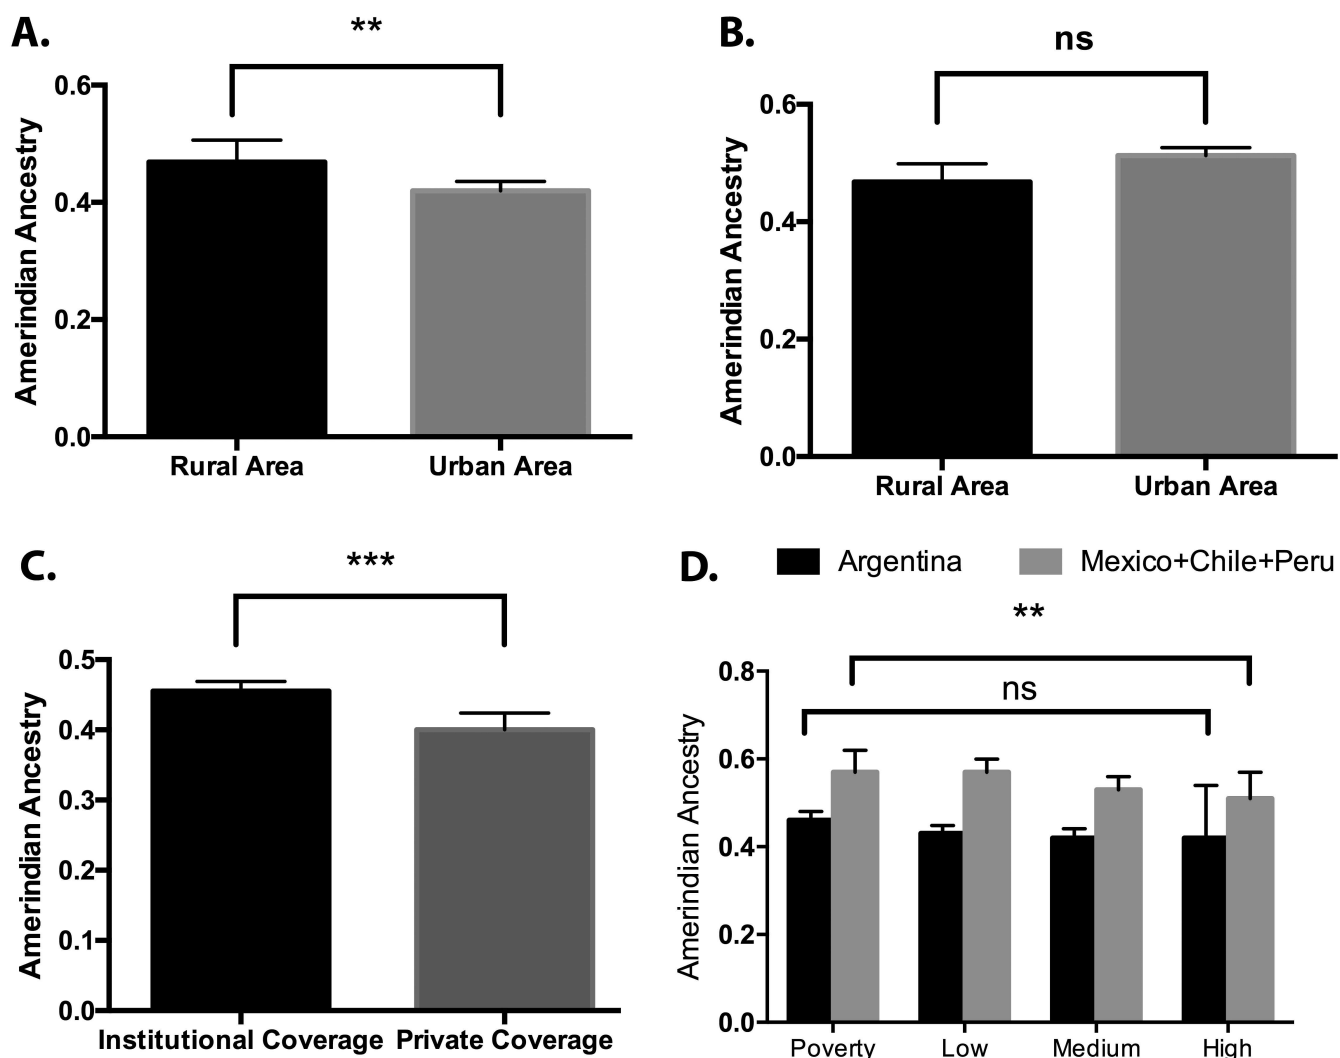 A.
**
Amerindian Ancestry
0.6
0.4
0.2
0.0
Rural Area Urban Area
B.
ns
Amerindian Ancestry
0.6
0.4
0.2
0.0
Rural Area Urban Area
C.
***
Amerindian Ancestry
0.5
0.4
0.3
0.2
0.1
0.0
Institutional Coverage Private Coverage
D.
Argentina Mexico+Chile+Peru
**
ns
Amerindian Ancestry
0.8
0.6
0.4
0.2
0.0
Poverty Low Medium High